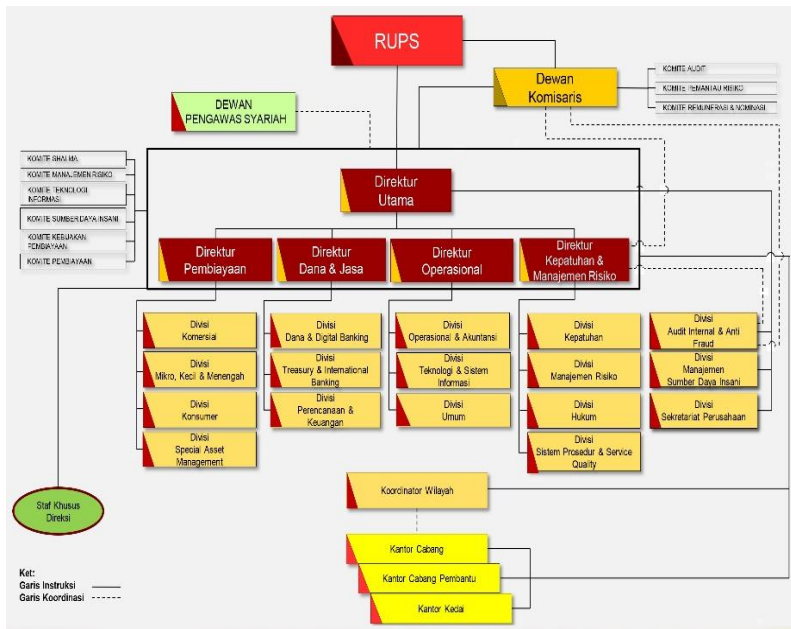 RUPS
Dewan
Komisaris
KOMITE AUDIT
KOMITE PEMANTAU RISIKO
KOMITE REMUNERASI & NOMINASI
DEWAN
PENGAWAS SYARIAH
KOMITE MANAJEMEN RISIKO
KOMITE TEKNOLOGI
INFORMASI
KOMITE SUMBER DAYA INSANI
KOMITE KEBIJAKAN
PEMBIAYAAN
KOMITE PEMBIAYAAN
Direktur
Utama
Direktur
Pembiayaan
Direktur
Dana & Jasa
Direktur
Operasional
Direktur
Kepatuhan &
Manajemen Risiko
Divisi
Komersial
Divisi
Mikro, Kecil & Menengah
Divisi
Konsumer
Divisi
Special Asset
Management
Divisi
Dana & Digital Banking
Divisi
Treasury & International
Banking
Divisi
Perencanaan &
Keuangan
Divisi
Operasional & Akuntansi
Divisi
Teknologi & Sistem
Informasi
Divisi
Umum
Divisi
Kepatuhan
Divisi
Manajemen Risiko
Divisi
Hukum
Divisi
Sistem Prosedur & Service
Quality
Divisi
Audit Internal & Anti
Fraud
Divisi
Manajemen
Sumber Daya Insani
Divisi
Sekretariat Perusahaan
Staf Khusus
Direksi
Koordinator Wilayah
Kantor Cabang
Kantor Cabang Pembantu
Kantor Kedai
Ket:
Garis Instruksi
Garis Koordinasi